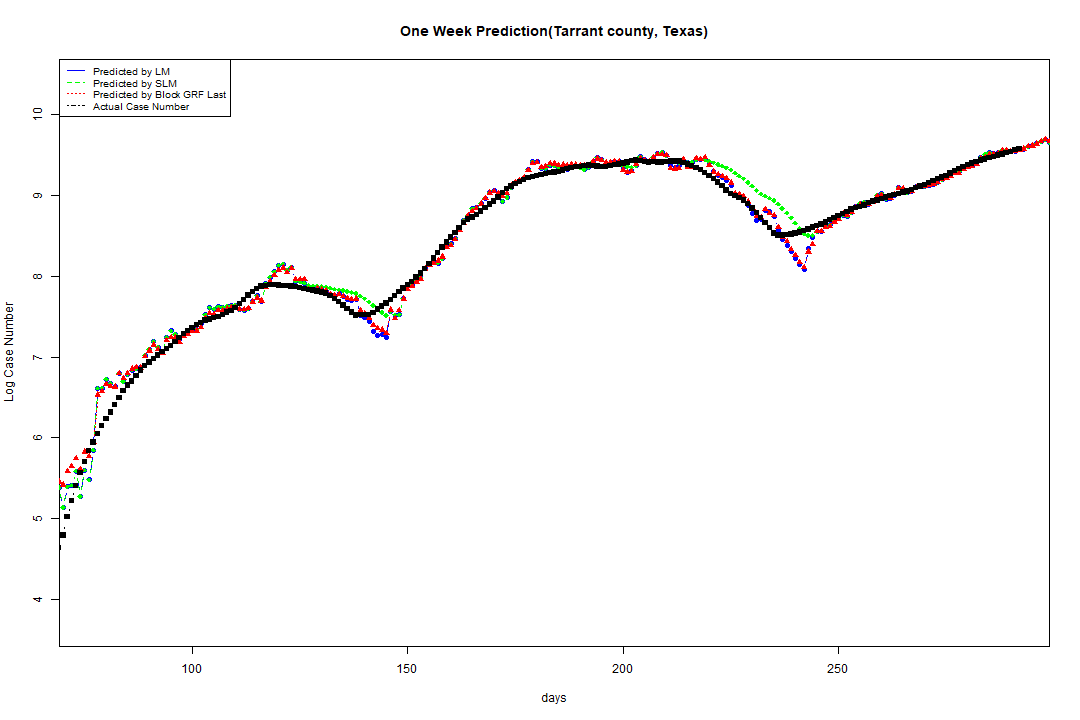 One Week Prediction(Tarrant county, Texas)
Predicted by LM
Predicted by SLM
Predicted by Block GRF Last
Actual Case Number
10
9
8
7
6
5
4
Log Case Number
100 150 200 250
days